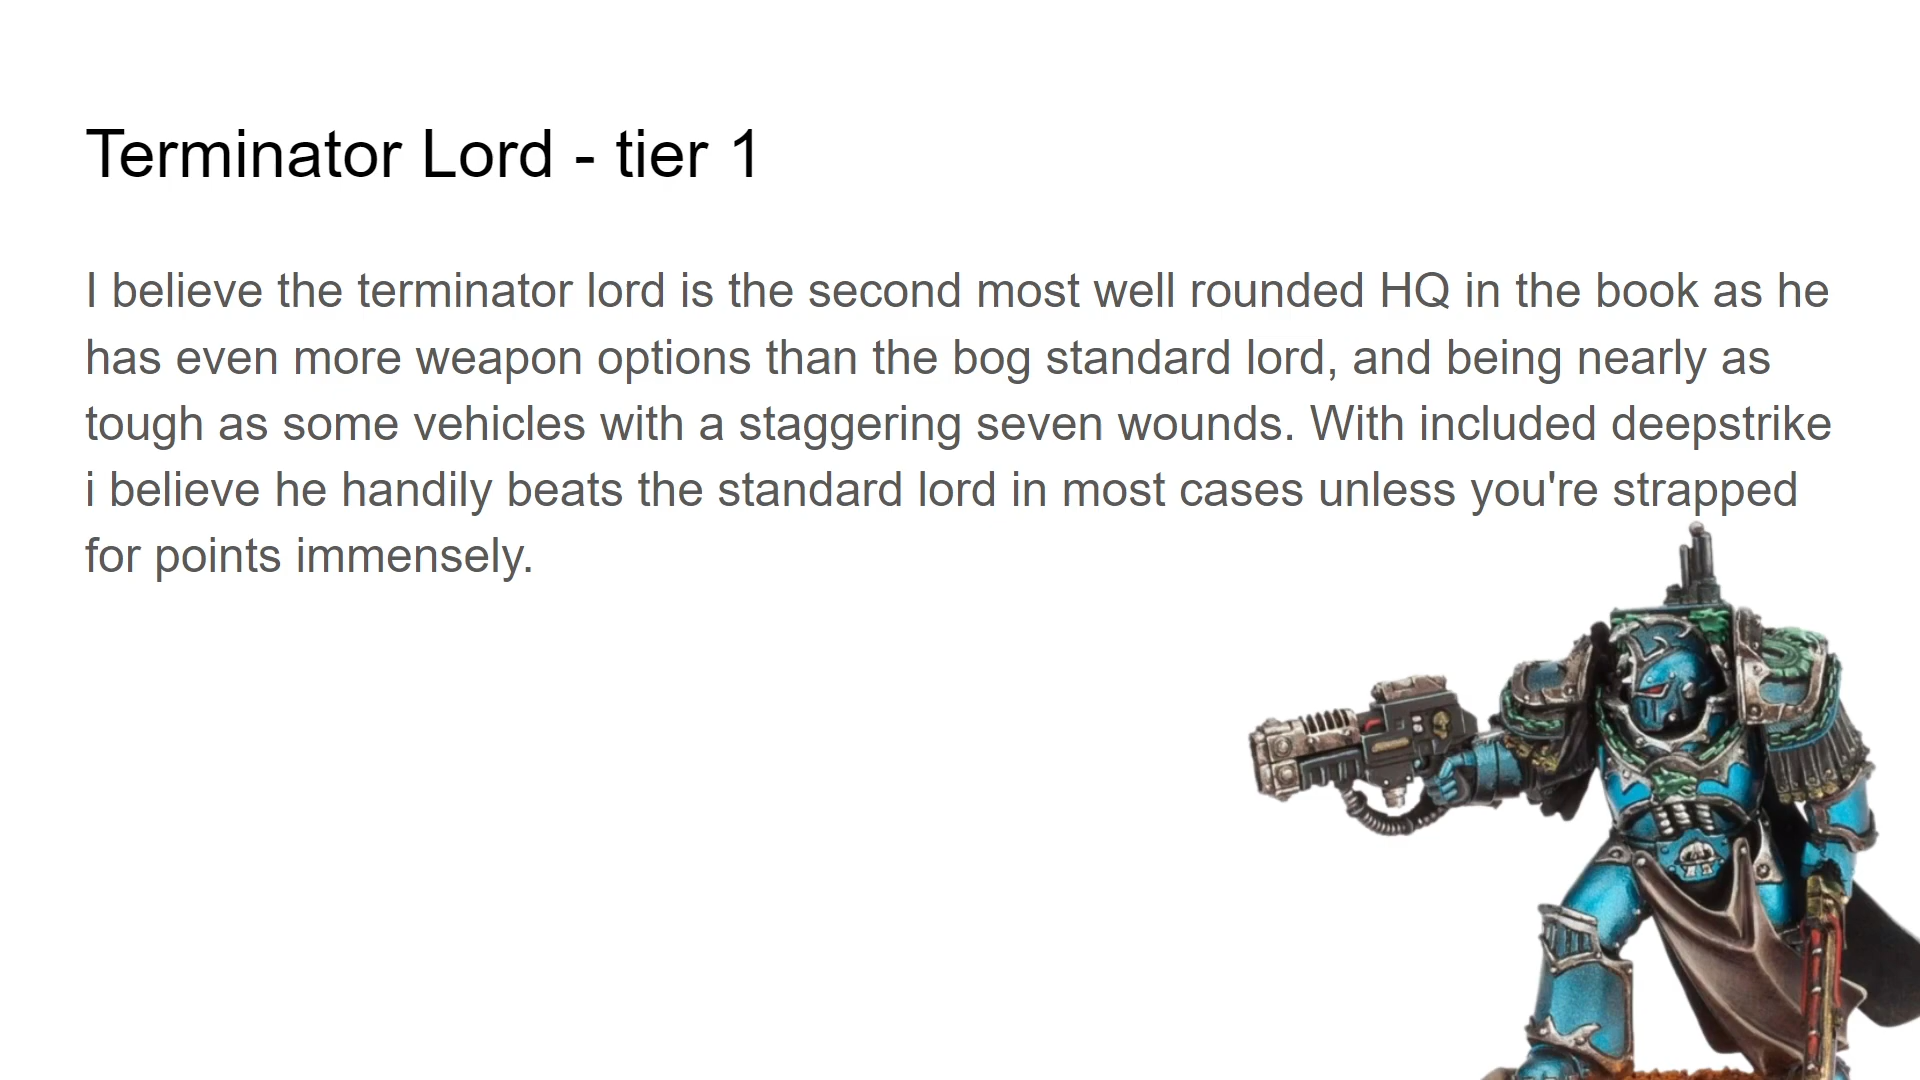 Terminator Lord - tier 1
I believe the terminator lord is the second most well rounded HQ in the book as he
has even more weapon options than the bog standard lord, and being nearly as
tough as some vehicles with a staggering seven wounds. With included deepstrike
i believe he handily beats the standard lord in most cases unless you're strapped
for points immensely.